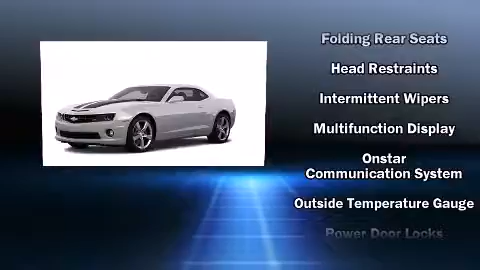 Folding Rear Seats
Head Restraints
Intermittent Wipers
Multifunction Display
Onstar
Communication System
Outside Temperature Gauge
Power Door Locks